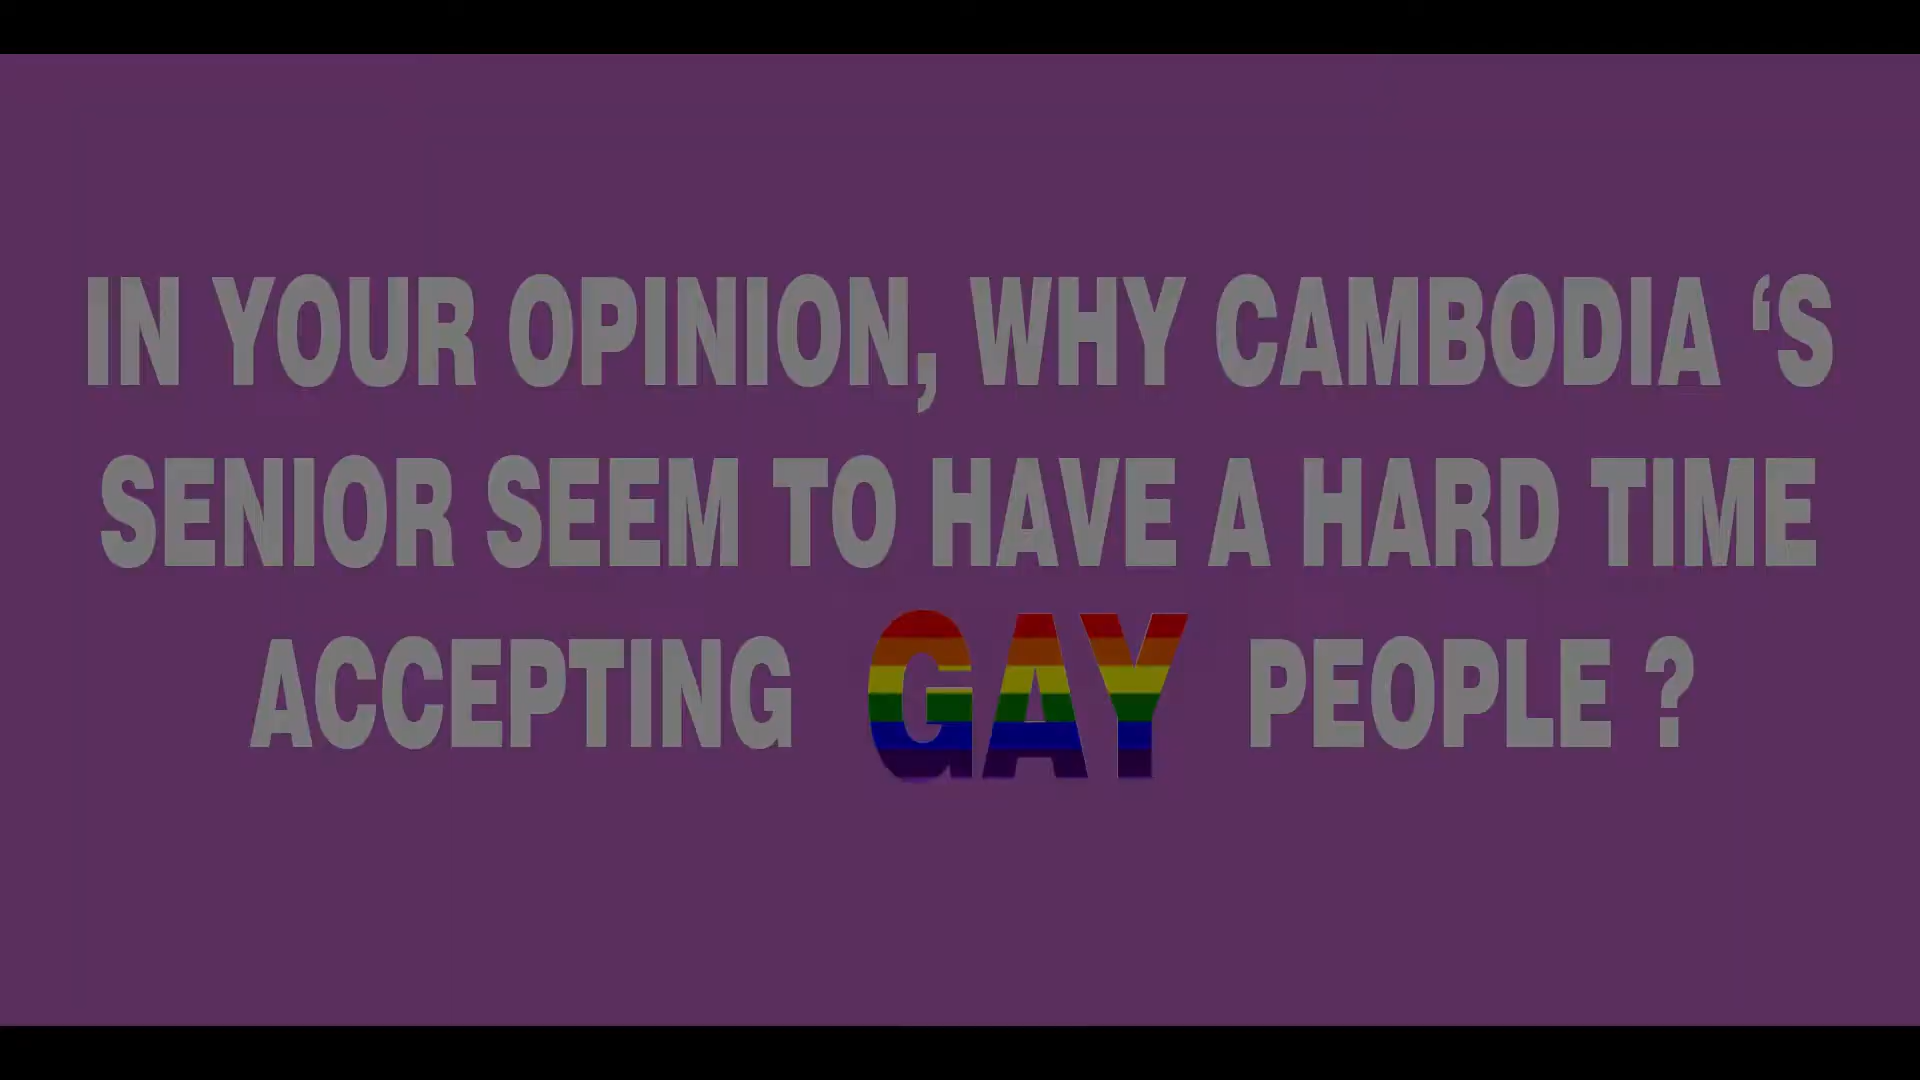 IN YOUR OPINION, WHY CAMBODIA ‘S
SENIOR SEEM TO HAVE A HARD TIME
ACCEPTING GAY PEOPLE ?